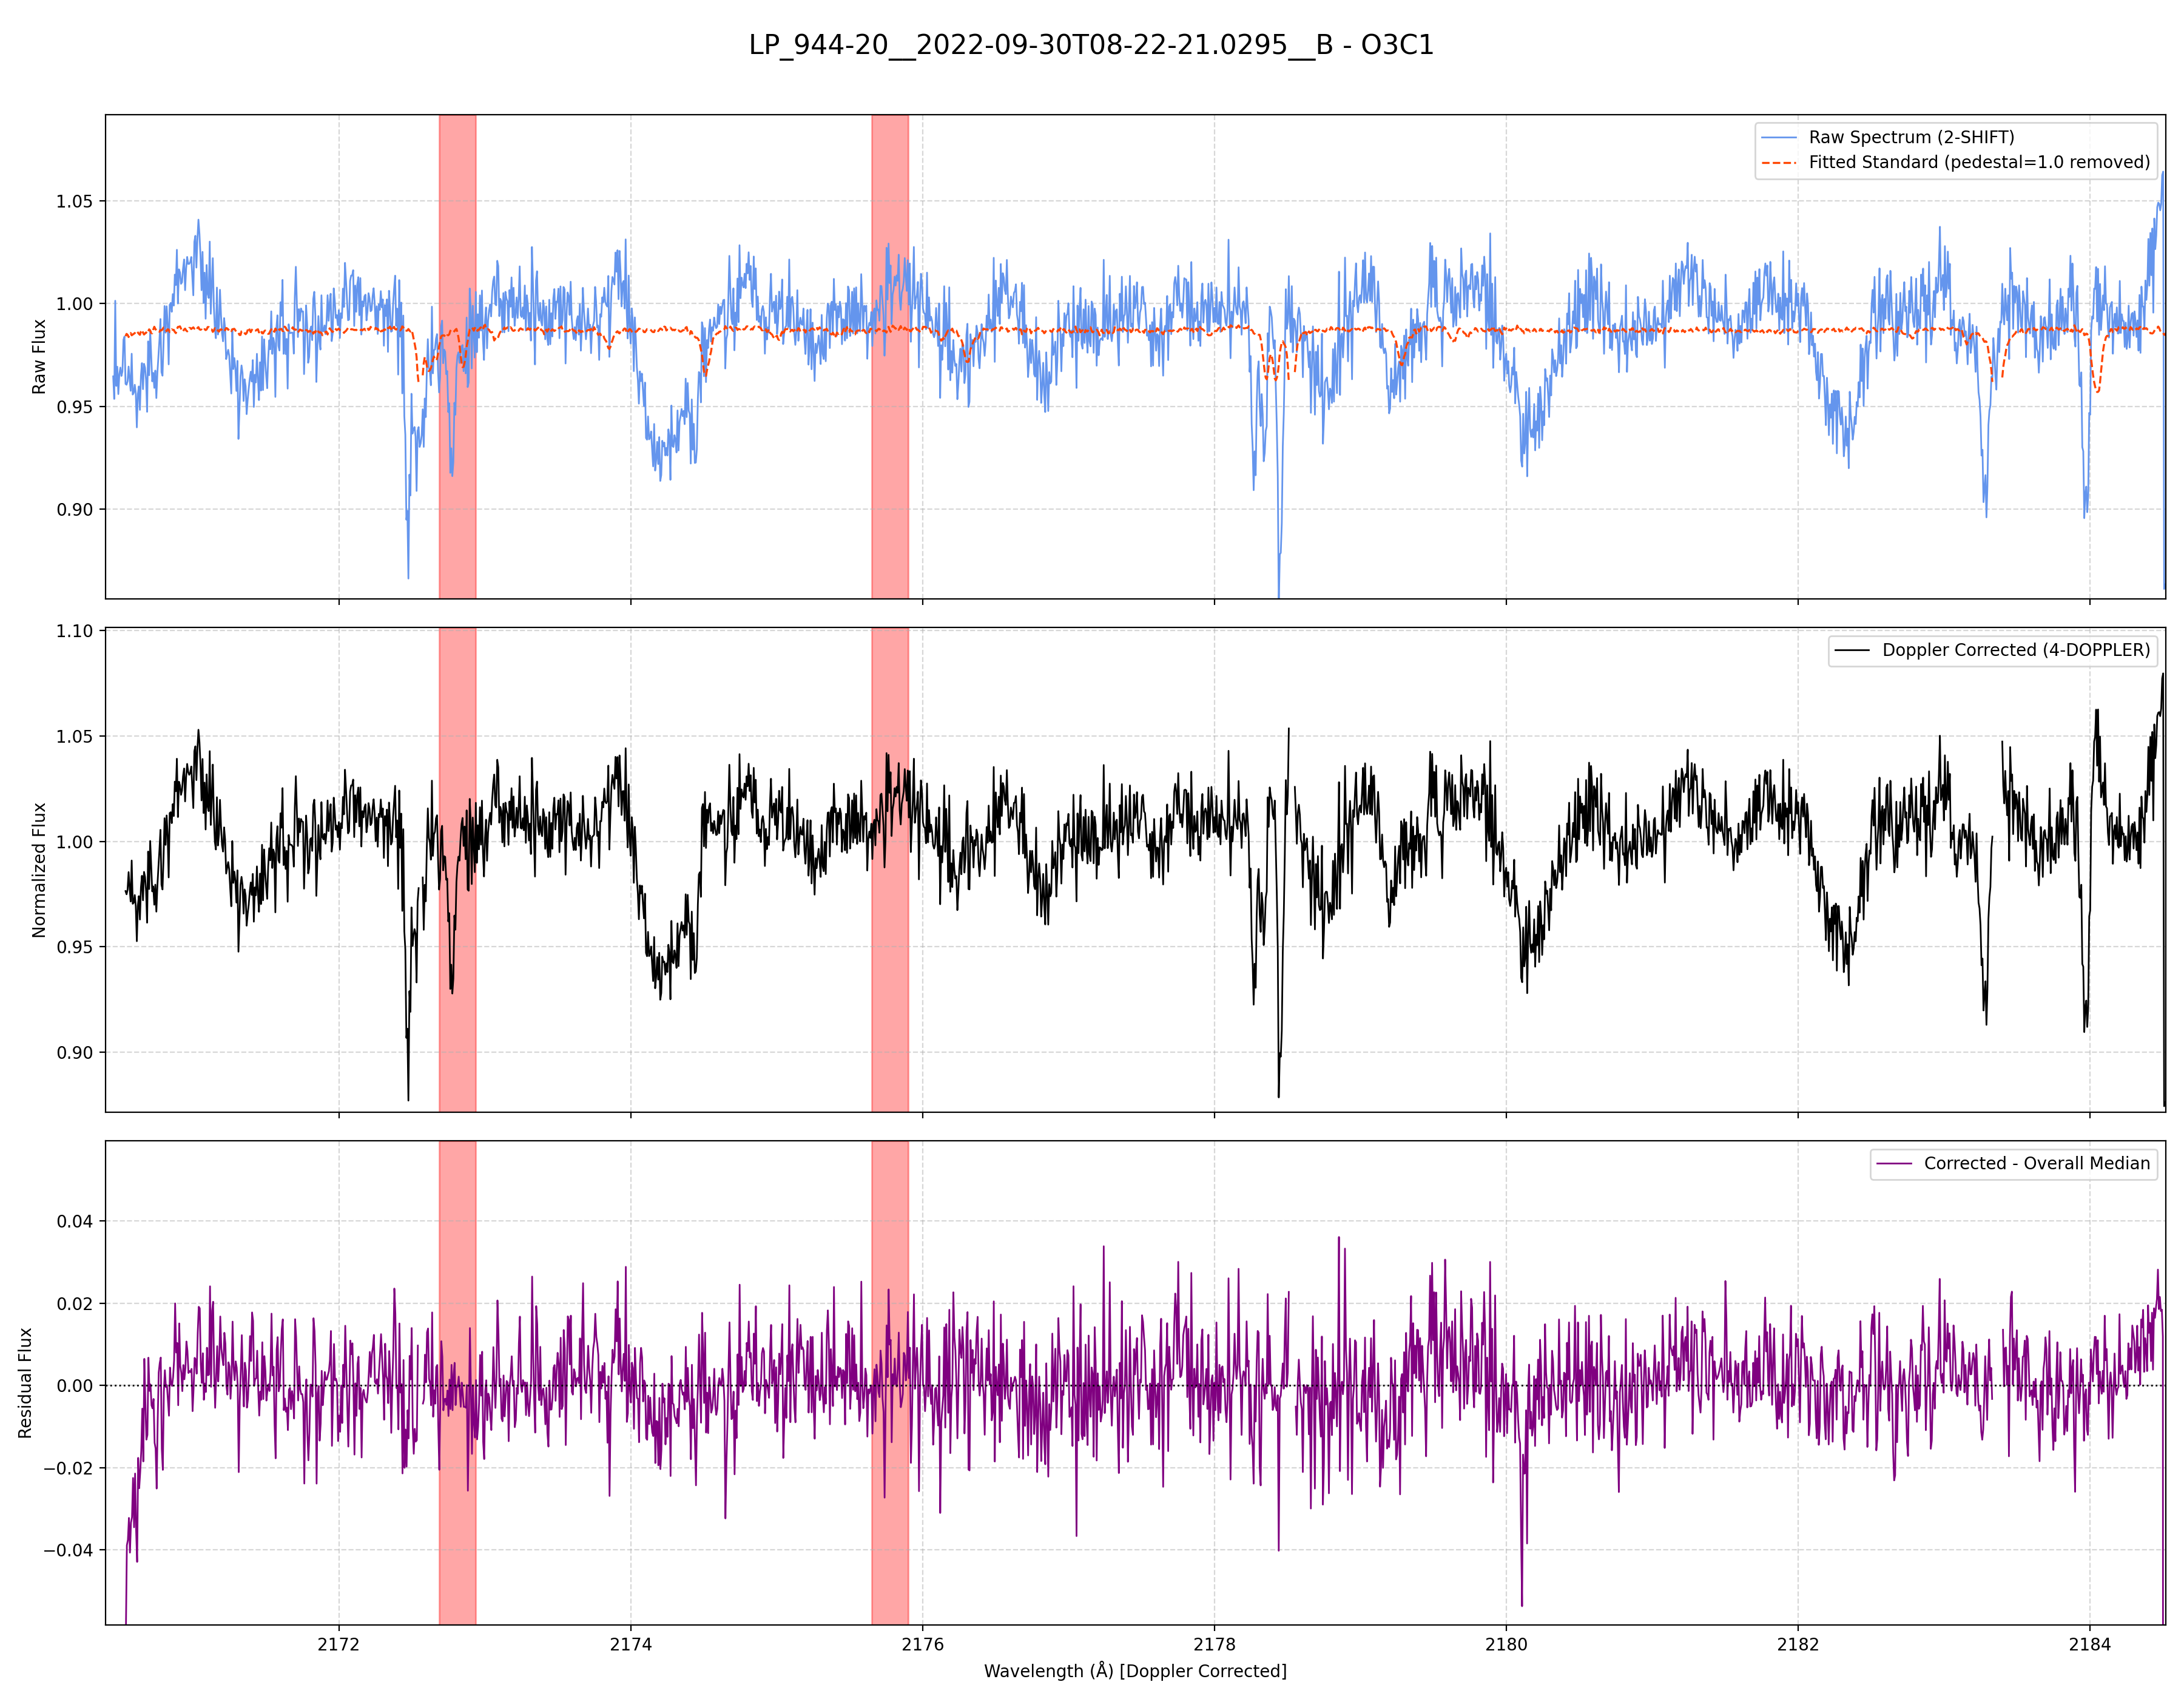 LP_944-20__2022-09-30T08-22-21.0295__B - O3C1
Raw Spectrum (2-SHIFT)
Fitted Standard (pedestal=1.0 removed)
1.05
1.00
0.95
0.90
Raw Flux
Doppler Corrected (4-DOPPLER)
1.10
1.05
1.00
0.95
0.90
Normalized Flux
Corrected - Overall Median
0.04
0.02
0.00
−0.02
−0.04
Residual Flux
2172
2174
2176
2178
2180
2182
2184
Wavelength (Å) [Doppler Corrected]